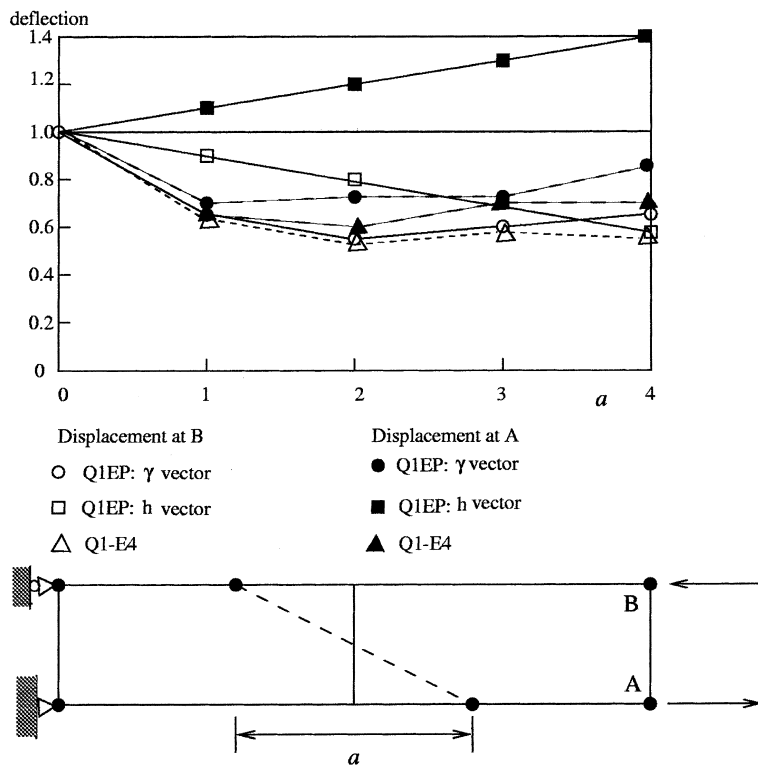 deflection
1.4
1.2
1.0
0.8
0.6
0.4
0.2
0
0 1 2 3 a 4
Displacement at B Displacement at A
Q1EP: γ vector Q1EP: γ vector
Q1EP: h vector Q1EP: h vector
Q1-E4 Q1-E4
B
A
a